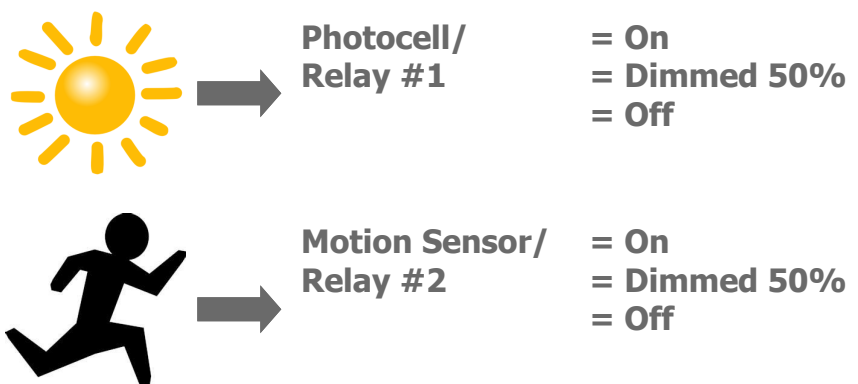 Photocell/ = On
Relay #1 = Dimmed 50%
= Off
Motion Sensor/ = On
Relay #2 = Dimmed 50%
= Off